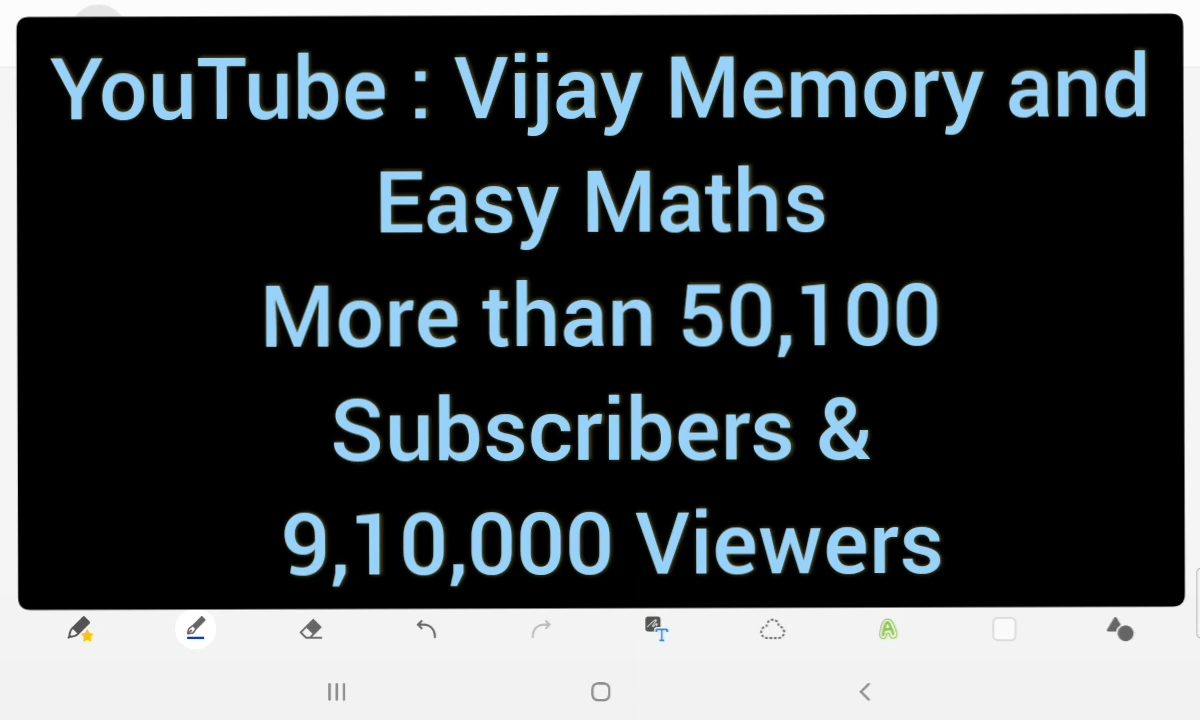 YouTube : Vijay Memory and
Easy Maths
More than 50,100
Subscribers &
9,10,000 Viewers